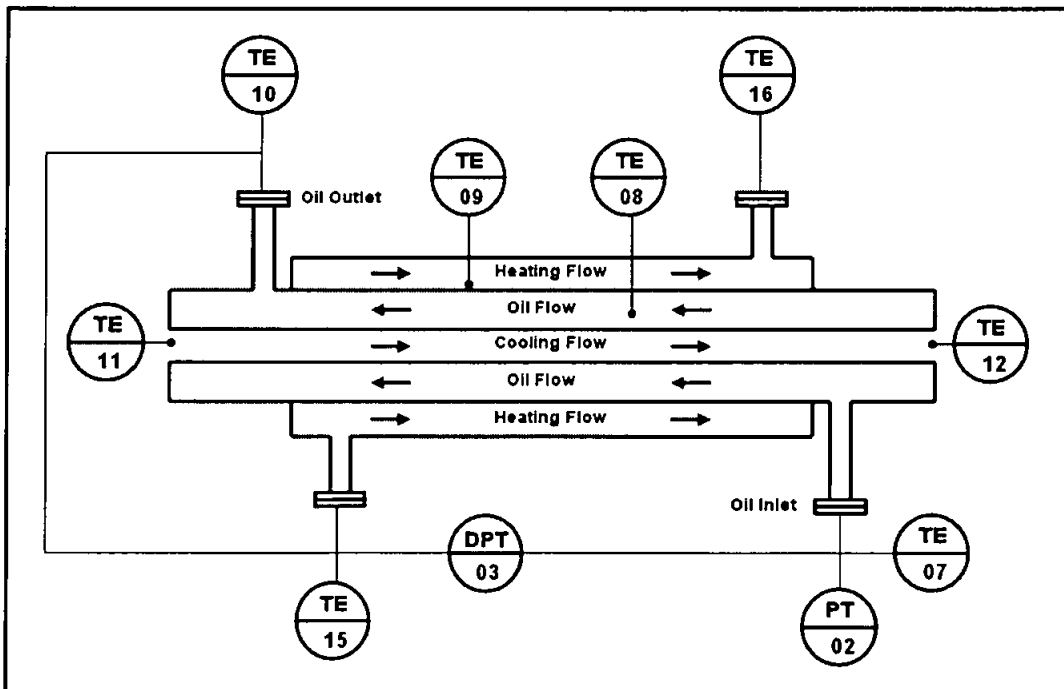 TE
10
TE
16
TE
09
TE
08
Oil Outlet
Heating Flow
Oil Flow
TE
11
Cooling Flow
TE
12
Oil Flow
Heating Flow
Oil Inlet
DPT
03
TE
07
TE
15
PT
02